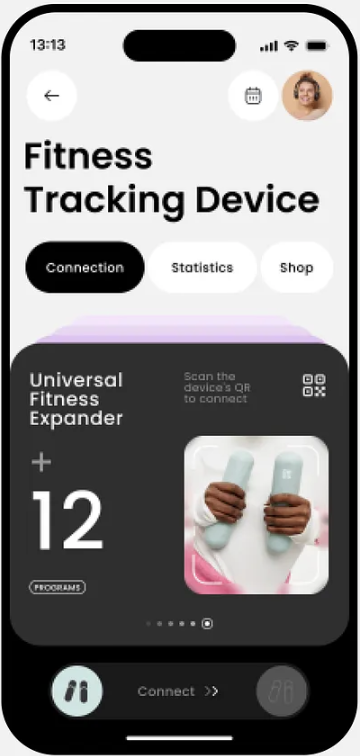 13:13
Fitness
Tracking Device
Connection
Statistics
Shop
Universal
Fitness
Expander
Scan the
device's QR
to connect
+
12
PROGRAMS
Connect >>